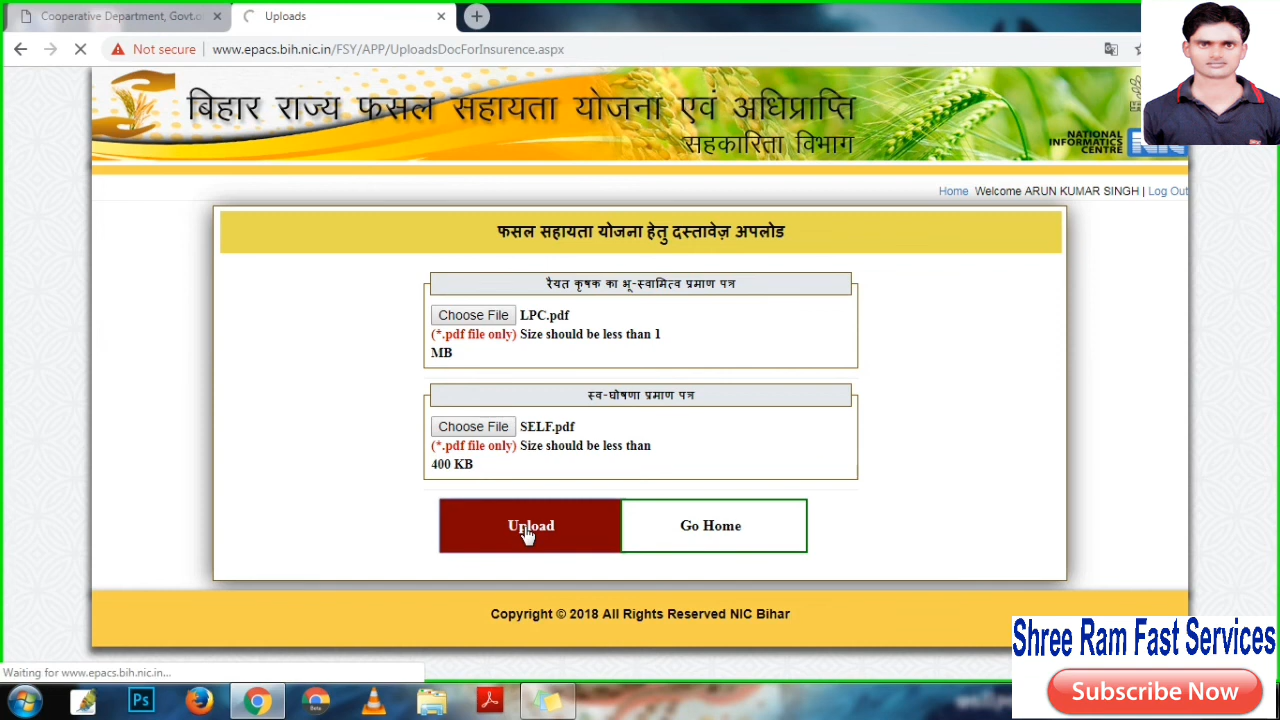 Cooperative Department, Govt.o
Uploads
Not secure
www.epacs.bih.nic.in/FSY/APP/UploadsDocForInsurence.aspx
बिहार राज्य फसल सहायता योजना एवं अधिप्राप्ति
सहकारिता विभाग
NATIONAL
INFORMATICS
CENTRE
Home Welcome ARUN KUMAR SINGH | Log Out
फसल सहायता योजना हेतु दस्तावेज़ अपलोड
रैयत कृषक का भू-स्वामित्व प्रमाण पत्र
Choose File LPC.pdf
(*.pdf file only) Size should be less than 1
MB
स्व-घोषणा प्रमाण पत्र
Choose File SELF.pdf
(*.pdf file only) Size should be less than
400 KB
Upload Go Home
Copyright © 2018 All Rights Reserved NIC Bihar
Shree Ram Fast Services
Waiting for www.epacs.bih.nic.in...
Subscribe Now
Ps
Beta